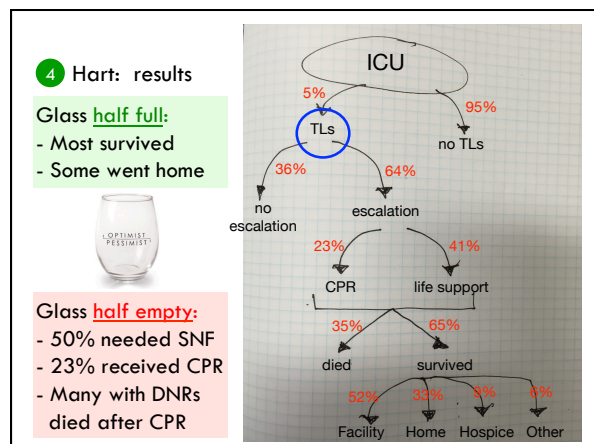 4 Hart: results
Glass half full:
- Most survived
- Some went home
OPTIMIST
PESSIMIST
Glass half empty:
- 50% needed SNF
- 23% received CPR
- Many with DNRs
died after CPR
ICU
5%
95%
TLs
no TLs
36%
64%
no
escalation
escalation
23%
41%
CPR
life support
35%
65%
died
survived
52%
33%
9%
6%
Facility
Home
Hospice
Other